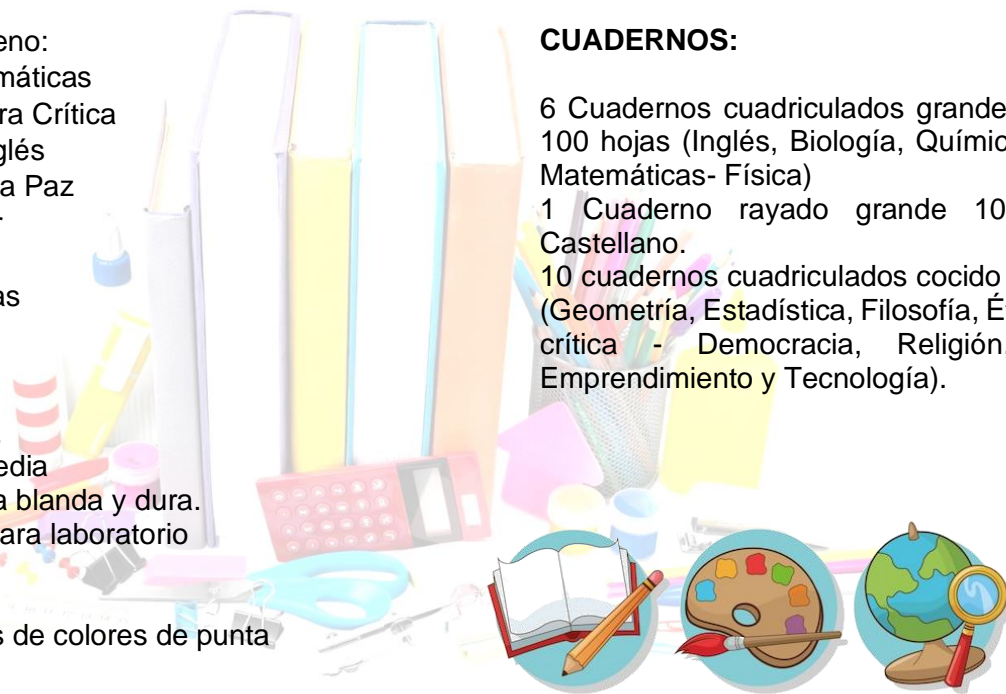 eno:
máticas
ra Crítica
glés
a Paz
as
edia
a blanda y dura.
ara laboratorio
s de colores de punta
CUADERNOS:
6 Cuadernos cuadriculados grande
100 hojas (Inglés, Biología, Químic
Matemáticas- Física)
1 Cuaderno rayado grande 10
Castellano.
10 cuadernos cuadriculados cocido
(Geometría, Estadística, Filosofía, É
crítica - Democracia, Religión
Emprendimiento y Tecnología).